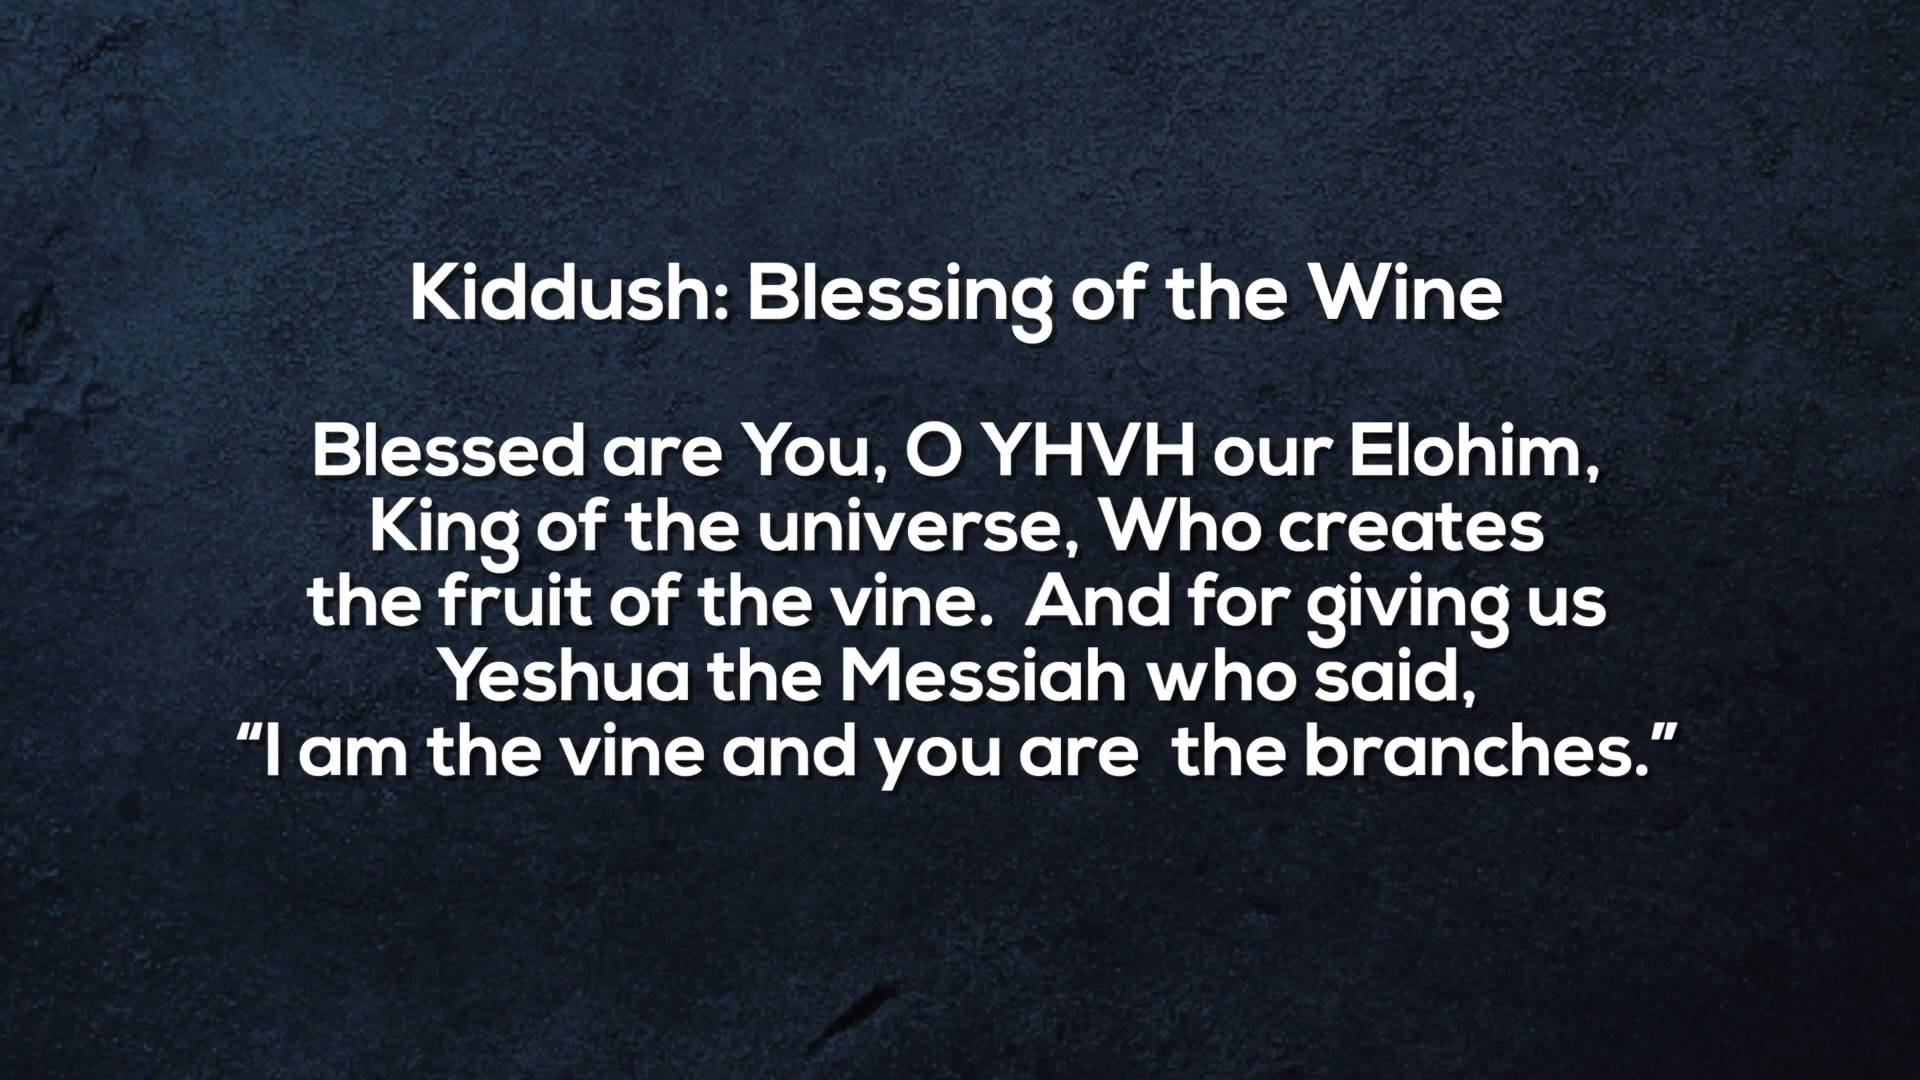 Kiddush: Blessing of the Wine
Blessed are You, O YHVH our Elohim,
King of the universe, Who creates
the fruit of the vine.  And for giving us
Yeshua the Messiah who said,
“I am the vine and you are  the branches.”